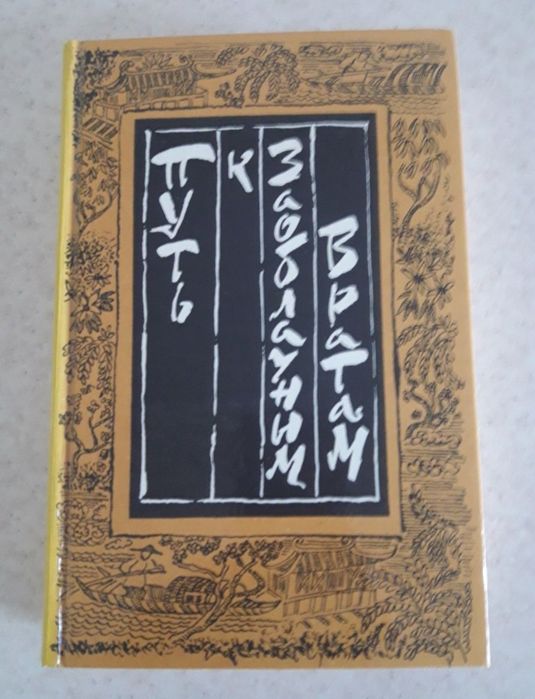 Путь
к
Заоблачным
Вратам